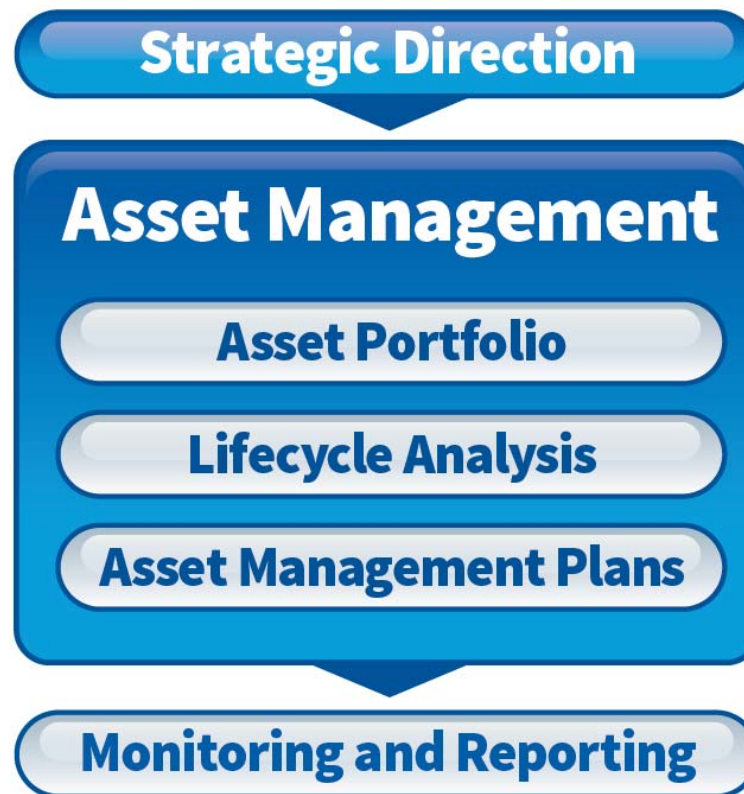 Strategic Direction
Asset Management
Asset Portfolio
Lifecycle Analysis
Asset Management Plans
Monitoring and Reporting